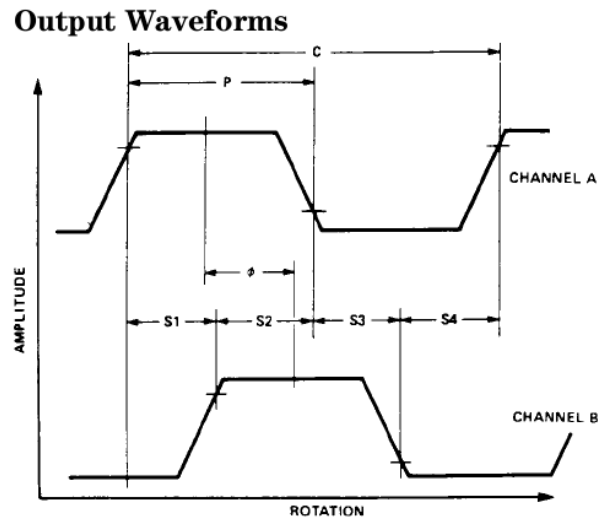 Output Waveforms
C
P
CHANNEL A
ϕ
S1 S2 S3 S4
CHANNEL B
AMPLITUDE
ROTATION